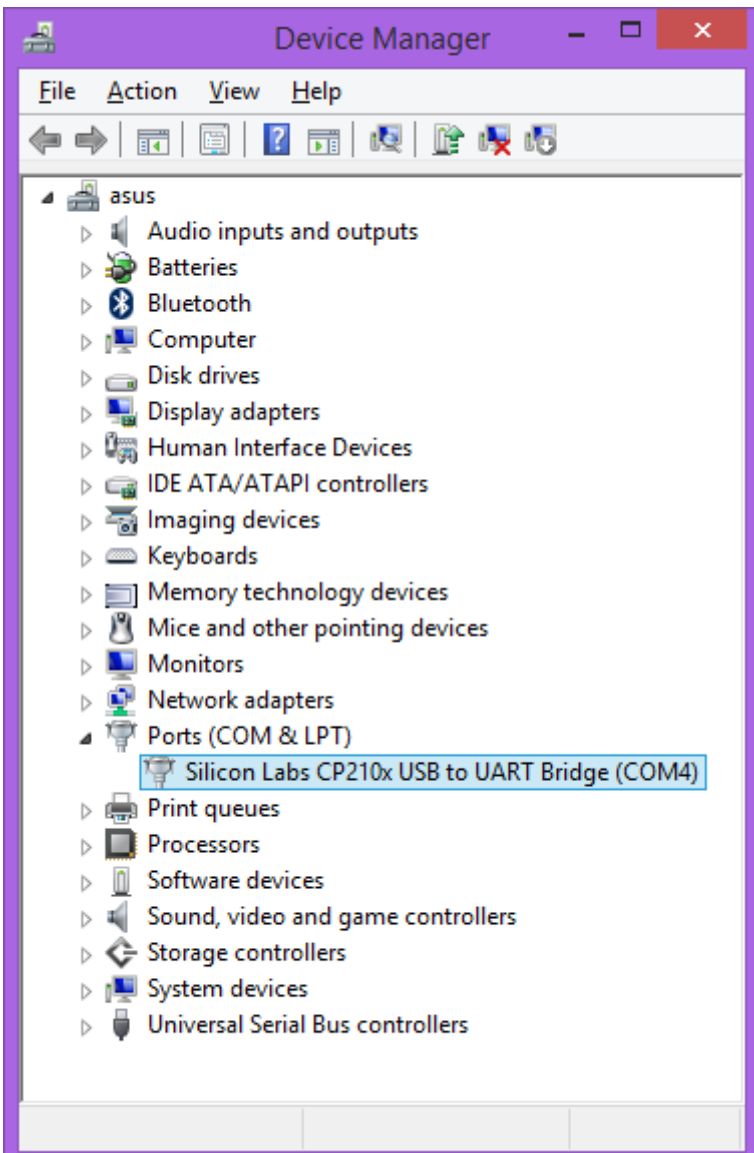 Device Manager
File Action View Help
asus
Audio inputs and outputs
Batteries
Bluetooth
Computer
Disk drives
Display adapters
Human Interface Devices
IDE ATA/ATAPI controllers
Imaging devices
Keyboards
Memory technology devices
Mice and other pointing devices
Monitors
Network adapters
Ports (COM & LPT)
Silicon Labs CP210x USB to UART Bridge (COM4)
Print queues
Processors
Software devices
Sound, video and game controllers
Storage controllers
System devices
Universal Serial Bus controllers